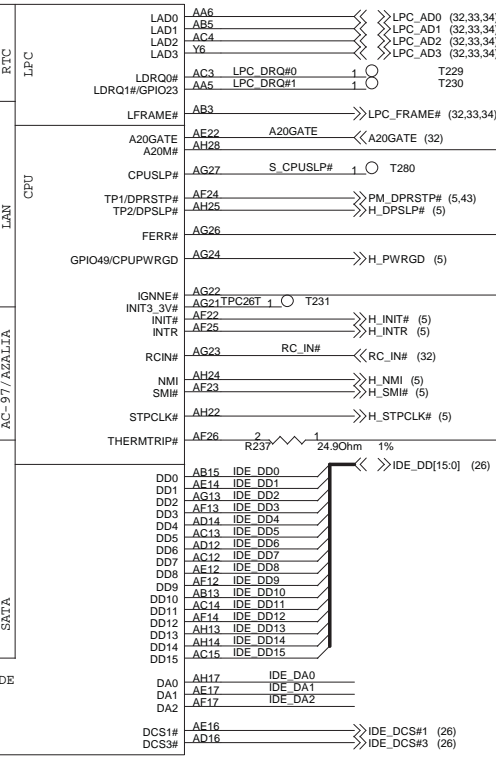 RTC
LAN
AC-97/AZALIA
SATA
LPC
CPU
DE
LAD0 AA6 LPC_AD0 (32,33,34)
LAD1 AB5 LPC_AD1 (32,33,34)
LAD2 AC4 LPC_AD2 (32,33,34)
LAD3 Y6 LPC_AD3 (32,33,34)
LDRQ0# AC3 LPC_DRQ#0 1 T229
LDRQ1#/GPIO23 AA5 LPC_DRQ#1 1 T230
LFRAME# AB3 LPC_FRAME# (32,33,34)
A20GATE AE22 A20GATE A20GATE (32)
A20M# AH28
CPUSLP# AG27 S_CPUSLP# 1 T280
TP1/DPRSTP# AF24 PM_DPRSTP# (5,43)
TP2/DPSLP# AH25 H_DPSLP# (5)
FERR# AG26
GPIO49/CPUPWRGD AG24 H_PWRGD (5)
IGNNE# AG22
INIT3_3V# AG21 TPC26T 1 T231
INIT# AF22 H_INIT# (5)
INTR AF25 H_INTR (5)
RCIN# AG23 RC_IN# RC_IN# (32)
NMI AH24 H_NMI (5)
SMI# AF23 H_SMI# (5)
STPCLK# AH22 H_STPCLK# (5)
THERMTRIP# AF26 2 1
R237 24.9Ohm 1%
IDE_DD[15:0] (26)
DD0 AB15 IDE_DD0
DD1 AE14 IDE_DD1
DD2 AG13 IDE_DD2
DD3 AF13 IDE_DD3
DD4 AD14 IDE_DD4
DD5 AC13 IDE_DD5
DD6 AD12 IDE_DD6
DD7 AC12 IDE_DD7
DD8 AE12 IDE_DD8
DD9 AF12 IDE_DD9
DD10 AB13 IDE_DD10
DD11 AC14 IDE_DD11
DD12 AF14 IDE_DD12
DD13 AH13 IDE_DD13
DD14 AH14 IDE_DD14
DD15 AC15 IDE_DD15
DA0 AH17 IDE_DA0
DA1 AE17 IDE_DA1
DA2 AF17 IDE_DA2
DCS1# AE16 IDE_DCS#1 (26)
DCS3# AD16 IDE_DCS#3 (26)